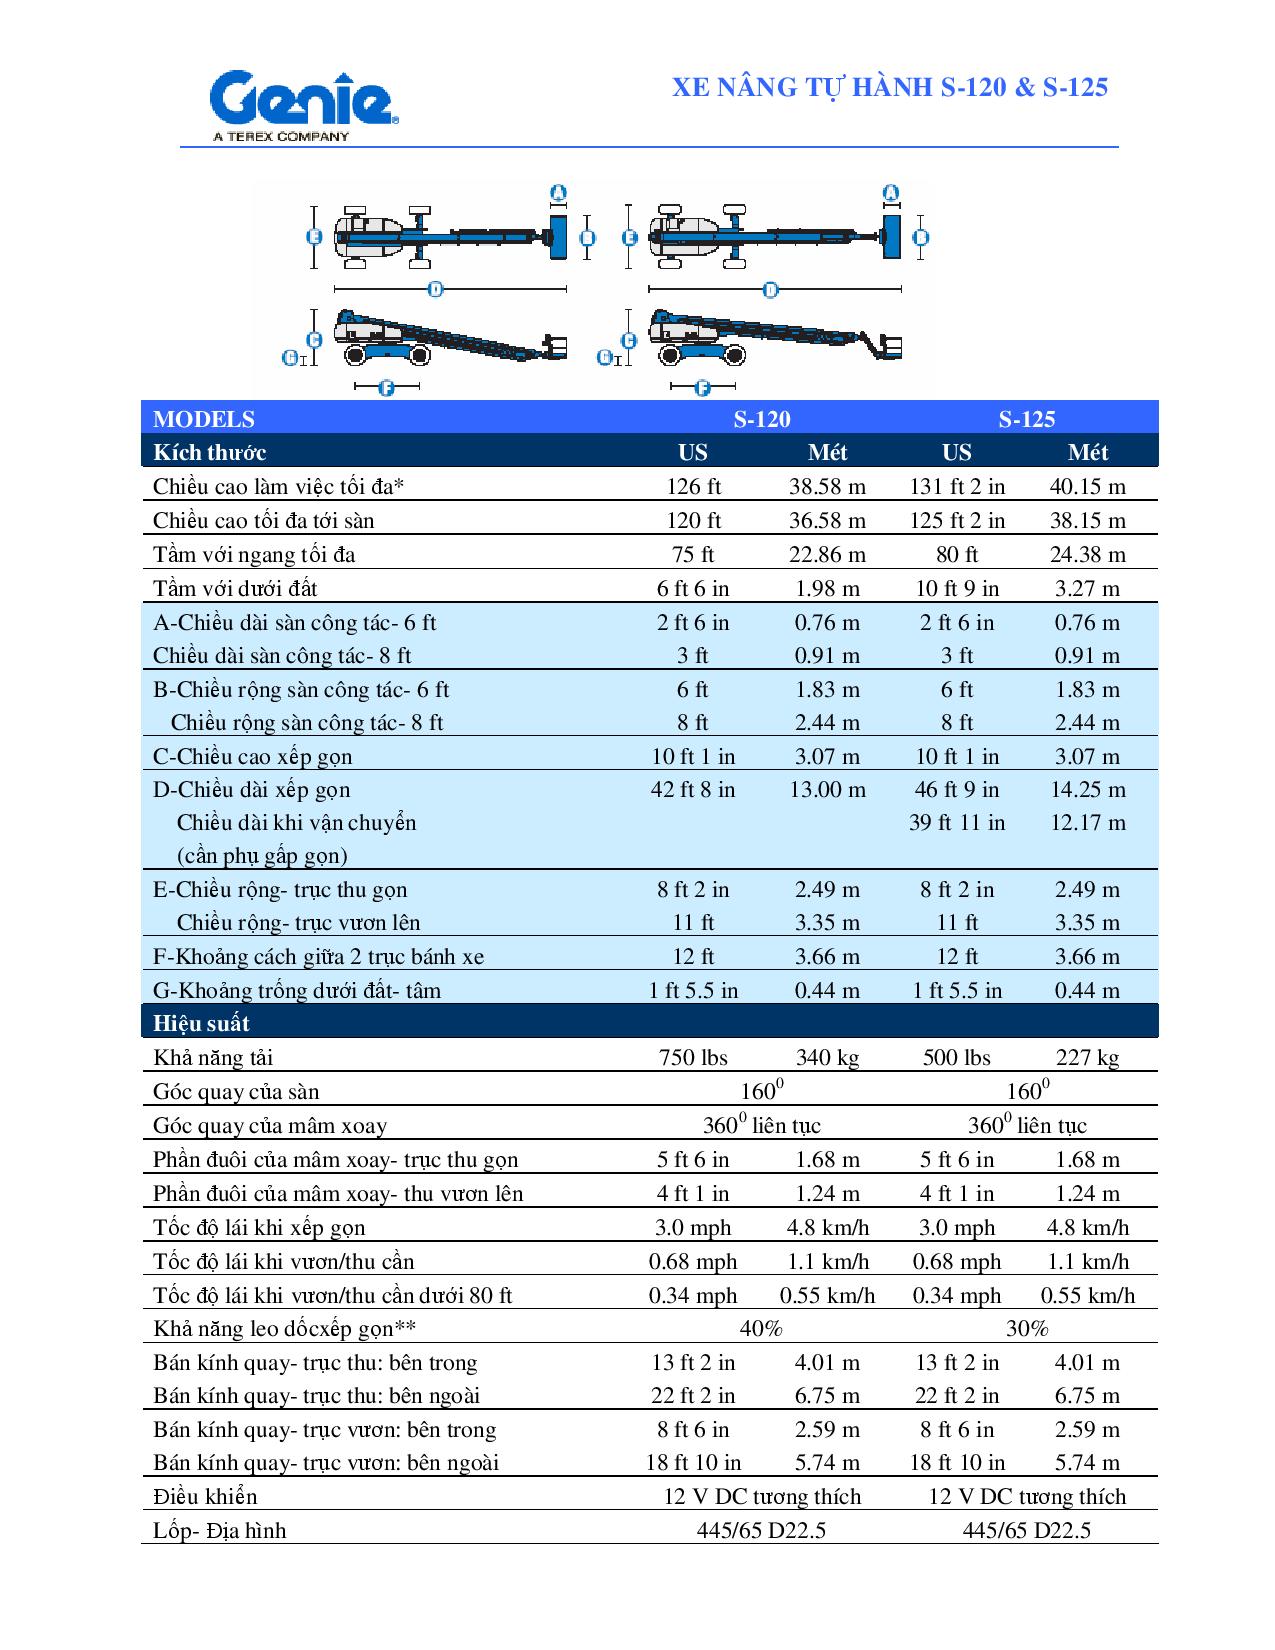 Genie®
A TEREX COMPANY
XE NÂNG TỰ HÀNH S-120 & S-125
A A
E E
D D
C C
G G
F F
MODELS S-120 S-125
Kích thước US Mét US Mét
Chiều cao làm việc tối đa* 126 ft 38.58 m 131 ft 2 in 40.15 m
Chiều cao tối đa tới sàn 120 ft 36.58 m 125 ft 2 in 38.15 m
Tầm với ngang tối đa 75 ft 22.86 m 80 ft 24.38 m
Tầm với dưới đất 6 ft 6 in 1.98 m 10 ft 9 in 3.27 m
A-Chiều dài sàn công tác- 6 ft 2 ft 6 in 0.76 m 2 ft 6 in 0.76 m
Chiều dài sàn công tác- 8 ft 3 ft 0.91 m 3 ft 0.91 m
B-Chiều rộng sàn công tác- 6 ft 6 ft 1.83 m 6 ft 1.83 m
Chiều rộng sàn công tác- 8 ft 8 ft 2.44 m 8 ft 2.44 m
C-Chiều cao xếp gọn 10 ft 1 in 3.07 m 10 ft 1 in 3.07 m
D-Chiều dài xếp gọn 42 ft 8 in 13.00 m 46 ft 9 in 14.25 m
Chiều dài khi vận chuyển 39 ft 11 in 12.17 m
(cần phụ gấp gọn)
E-Chiều rộng- trục thu gọn 8 ft 2 in 2.49 m 8 ft 2 in 2.49 m
Chiều rộng- trục vươn lên 11 ft 3.35 m 11 ft 3.35 m
F-Khoảng cách giữa 2 trục bánh xe 12 ft 3.66 m 12 ft 3.66 m
G-Khoảng trống dưới đất- tâm 1 ft 5.5 in 0.44 m 1 ft 5.5 in 0.44 m
Hiệu suất
Khả năng tải 750 lbs 340 kg 500 lbs 227 kg
Góc quay của sàn 160⁰ 160⁰
Góc quay của mâm xoay 360⁰ liên tục 360⁰ liên tục
Phần đuôi của mâm xoay- trục thu gọn 5 ft 6 in 1.68 m 5 ft 6 in 1.68 m
Phần đuôi của mâm xoay- thu vươn lên 4 ft 1 in 1.24 m 4 ft 1 in 1.24 m
Tốc độ lái khi xếp gọn 3.0 mph 4.8 km/h 3.0 mph 4.8 km/h
Tốc độ lái khi vươn/thu cần 0.68 mph 1.1 km/h 0.68 mph 1.1 km/h
Tốc độ lái khi vươn/thu cần dưới 80 ft 0.34 mph 0.55 km/h 0.34 mph 0.55 km/h
Khả năng leo dốcxếp gọn** 40% 30%
Bán kính quay- trục thu: bên trong 13 ft 2 in 4.01 m 13 ft 2 in 4.01 m
Bán kính quay- trục thu: bên ngoài 22 ft 2 in 6.75 m 22 ft 2 in 6.75 m
Bán kính quay- trục vươn: bên trong 8 ft 6 in 2.59 m 8 ft 6 in 2.59 m
Bán kính quay- trục vươn: bên ngoài 18 ft 10 in 5.74 m 18 ft 10 in 5.74 m
Điều khiển 12 V DC tương thích 12 V DC tương thích
Lốp- Địa hình 445/65 D22.5 445/65 D22.5